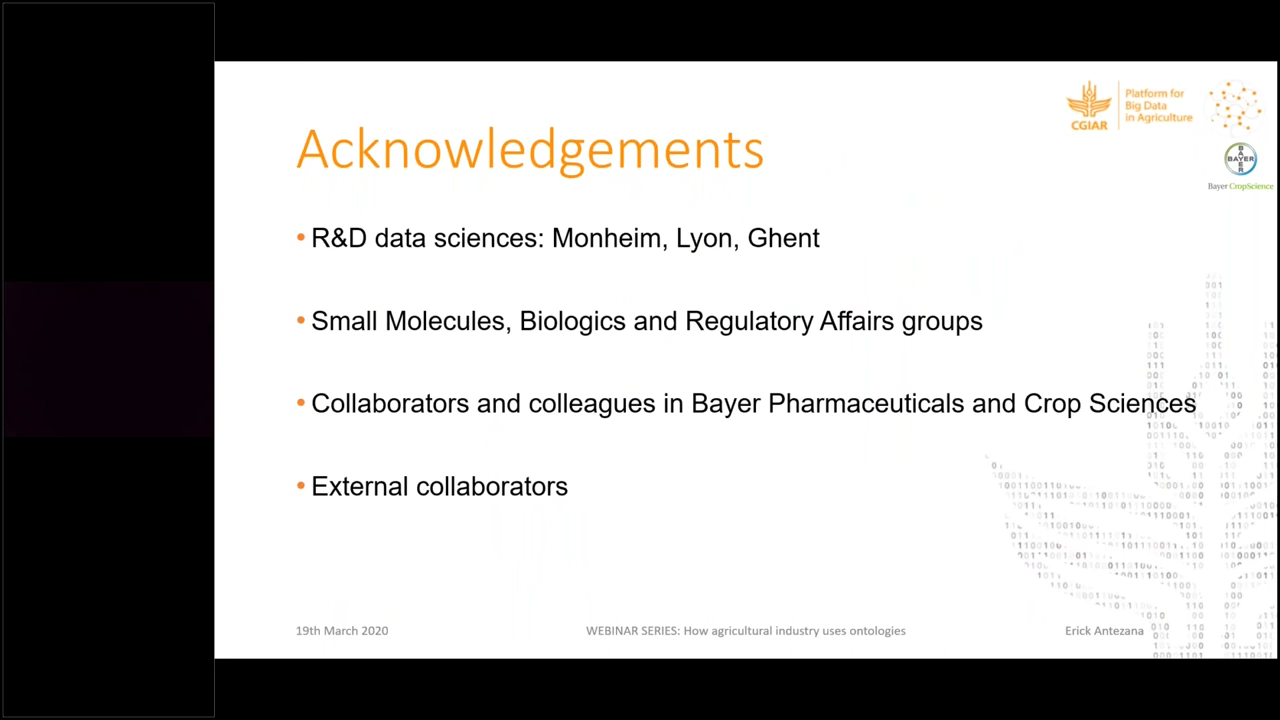 CGIAR
Platform for
Big Data
in Agriculture
BAYER
BAYER
Bayer CropScience
Acknowledgements
• R&D data sciences: Monheim, Lyon, Ghent
• Small Molecules, Biologics and Regulatory Affairs groups
• Collaborators and colleagues in Bayer Pharmaceuticals and Crop Sciences
• External collaborators
19th March 2020
WEBINAR SERIES: How agricultural industry uses ontologies
Erick Antezana